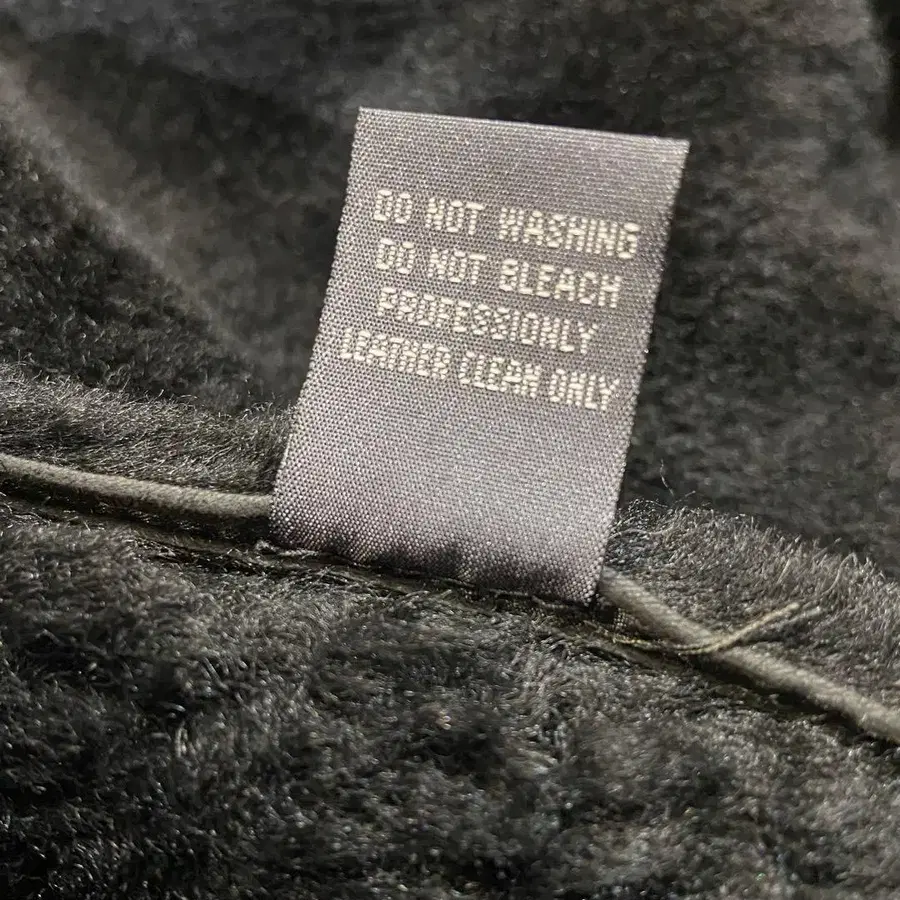 DO NOT WASHING
DO NOT BLEACH
PROFESSIONLY
LEATHER CLEAN ONLY